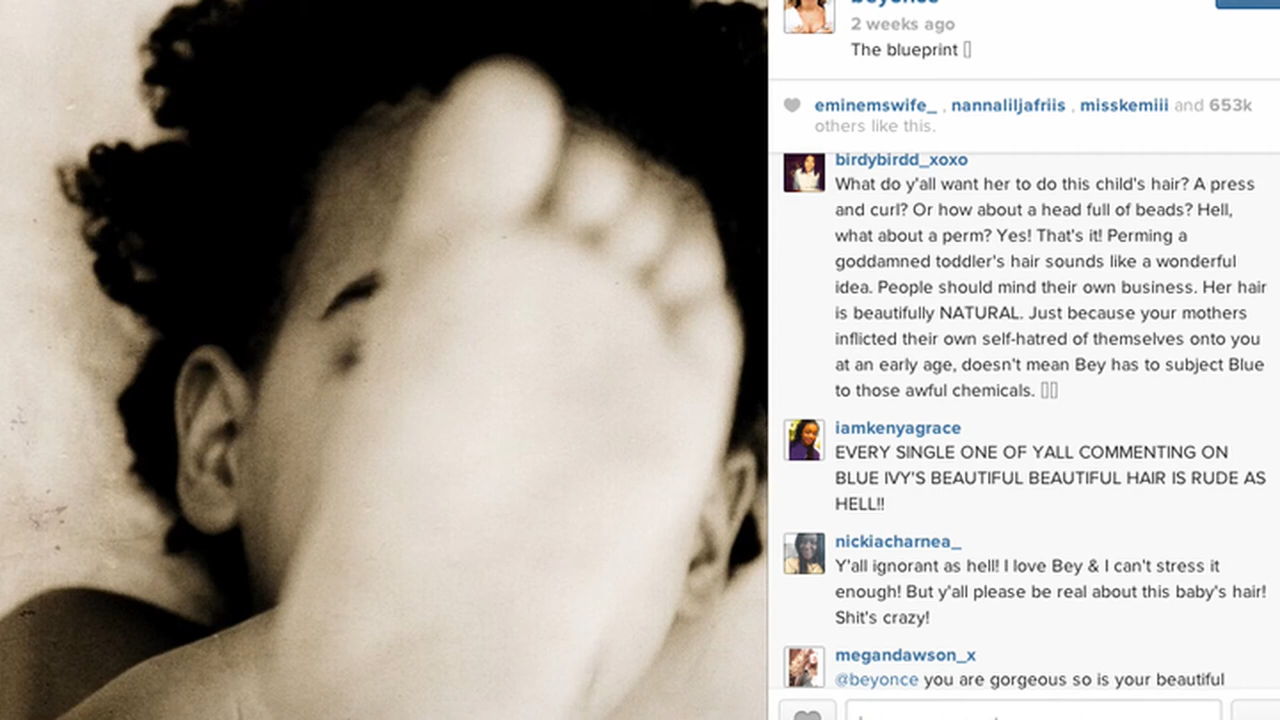 beyonce
2 weeks ago
The blueprint
eminemswife_ , nannaliljafriis , misskemiii and 653k
others like this.
birdybirdd_xoxo
What do y'all want her to do this child's hair? A press
and curl? Or how about a head full of beads? Hell,
what about a perm? Yes! That's it! Perming a
goddamned toddler's hair sounds like a wonderful
idea. People should mind their own business. Her hair
is beautifully NATURAL. Just because your mothers
inflicted their own self-hatred of themselves onto you
at an early age, doesn't mean Bey has to subject Blue
to those awful chemicals.
iamkenyagrace
EVERY SINGLE ONE OF YALL COMMENTING ON
BLUE IVY'S BEAUTIFUL BEAUTIFUL HAIR IS RUDE AS
HELL!!
nickiacharnea_
Y'all ignorant as hell! I love Bey & I can't stress it
enough! But y'all please be real about this baby's hair!
Shit's crazy!
megandawson_x
@beyonce you are gorgeous so is your beautiful